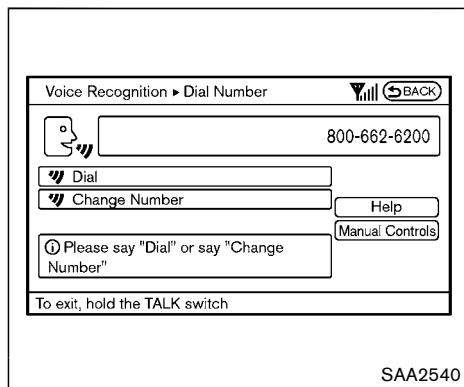 Voice Recognition ▸ Dial Number BACK
800-662-6200
Dial
Change Number
Help
Manual Controls
Please say "Dial" or say "Change
Number"
To exit, hold the TALK switch
SAA2540